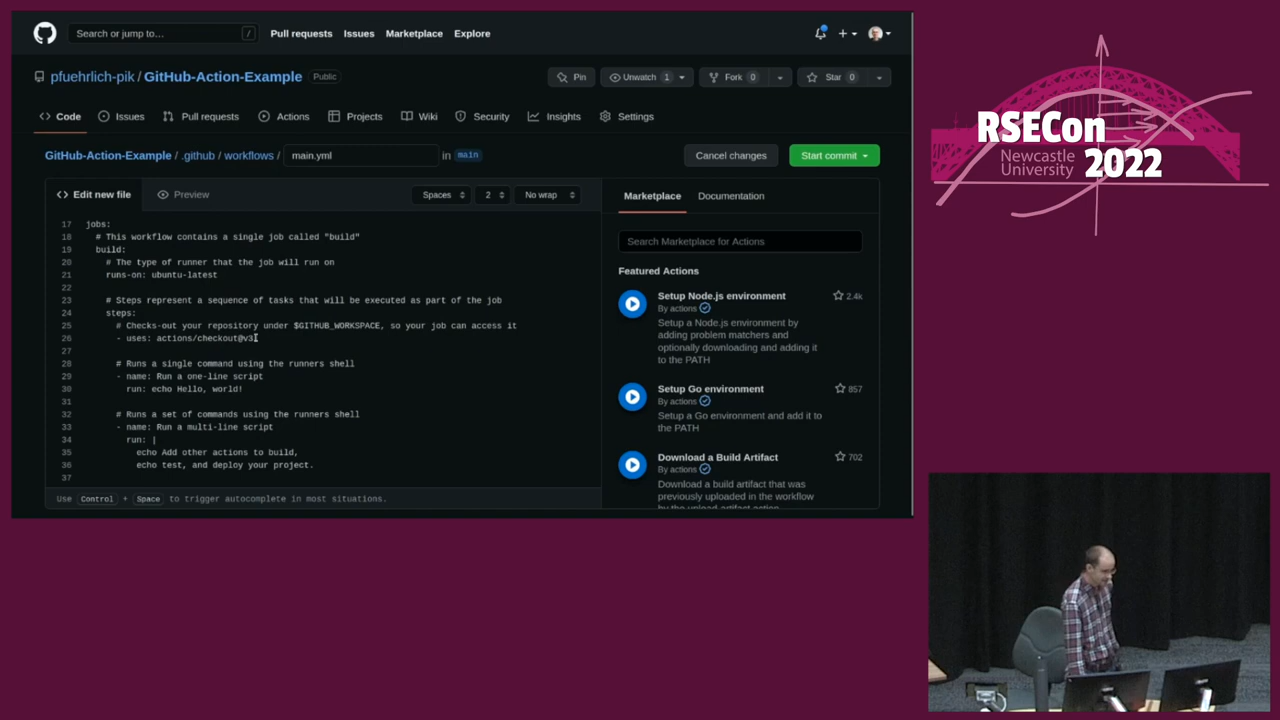 Search or jump to...
/
Pull requests
Issues
Marketplace
Explore
pfuehrlich-pik / GitHub-Action-Example
Public
Pin
Unwatch 1
Fork 0
Star 0
Code
Issues
Pull requests
Actions
Projects
Wiki
Security
Insights
Settings
GitHub-Action-Example / .github / workflows / main.yml in main
Cancel changes
Start commit
Edit new file
Preview
Spaces
2
No wrap
17 jobs:
18 # This workflow contains a single job called "build"
19 build:
20 # The type of runner that the job will run on
21 runs-on: ubuntu-latest
22
23 # Steps represent a sequence of tasks that will be executed as part of the job
24 steps:
25 # Checks-out your repository under $GITHUB_WORKSPACE, so your job can access it
26 - uses: actions/checkout@v3
27
28 # Runs a single command using the runners shell
29 - name: Run a one-line script
30 run: echo Hello, world!
31
32 # Runs a set of commands using the runners shell
33 - name: Run a multi-line script
34 run: |
35 echo Add other actions to build,
36 echo test, and deploy your project.
37
Use Control + Space to trigger autocomplete in most situations.
Marketplace
Documentation
Search Marketplace for Actions
Featured Actions
Setup Node.js environment
2.4k
By actions
Setup a Node.js environment by
adding problem matchers and
optionally downloading and adding it
to the PATH
Setup Go environment
857
By actions
Setup a Go environment and add it to
the PATH
Download a Build Artifact
702
By actions
Download a build artifact that was
previously uploaded in the workflow
by the upload-artifact action
RSECon
Newcastle
University
2022